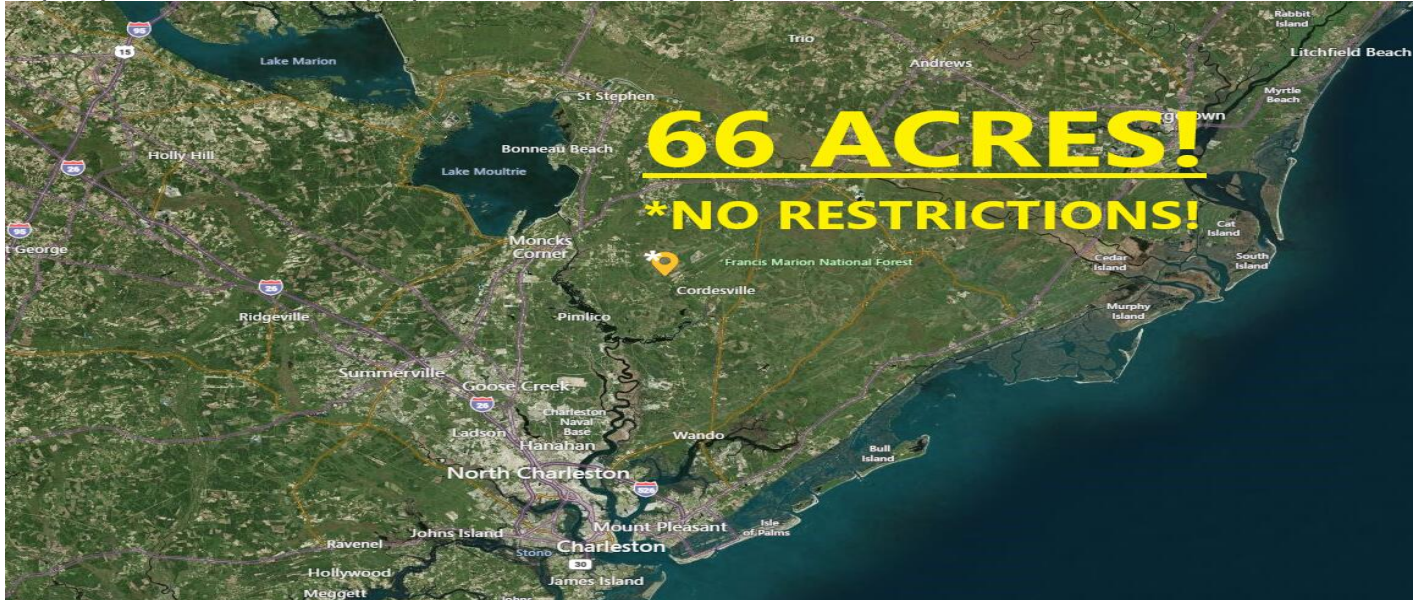 Rabbit
Island
95
15
Trio
Litchfield Beach
Lake Marion
Andrews
St Stephen
Myrtle
Beach
66 ACRES!
rgetown
Holly Hill
Bonneau Beach
26
Lake Moultrie
*NO RESTRICTIONS!
95
t George
Moncks
Corner
Cat
Island
*
Francis Marion National Forest
Cedar
Island
South
Island
26
Cordesville
Ridgeville
Pimlico
Murphy
Island
Summerville
Goose Creek
26
Charleston
Naval
Base
Ladson
Hanahan
Wando
Bull
Island
North Charleston
526
Mount Pleasant
Isle
of Palms
Johns Island
Ravenel
Stono
Charleston
30
Hollywood
James Island
Meggett
Johns